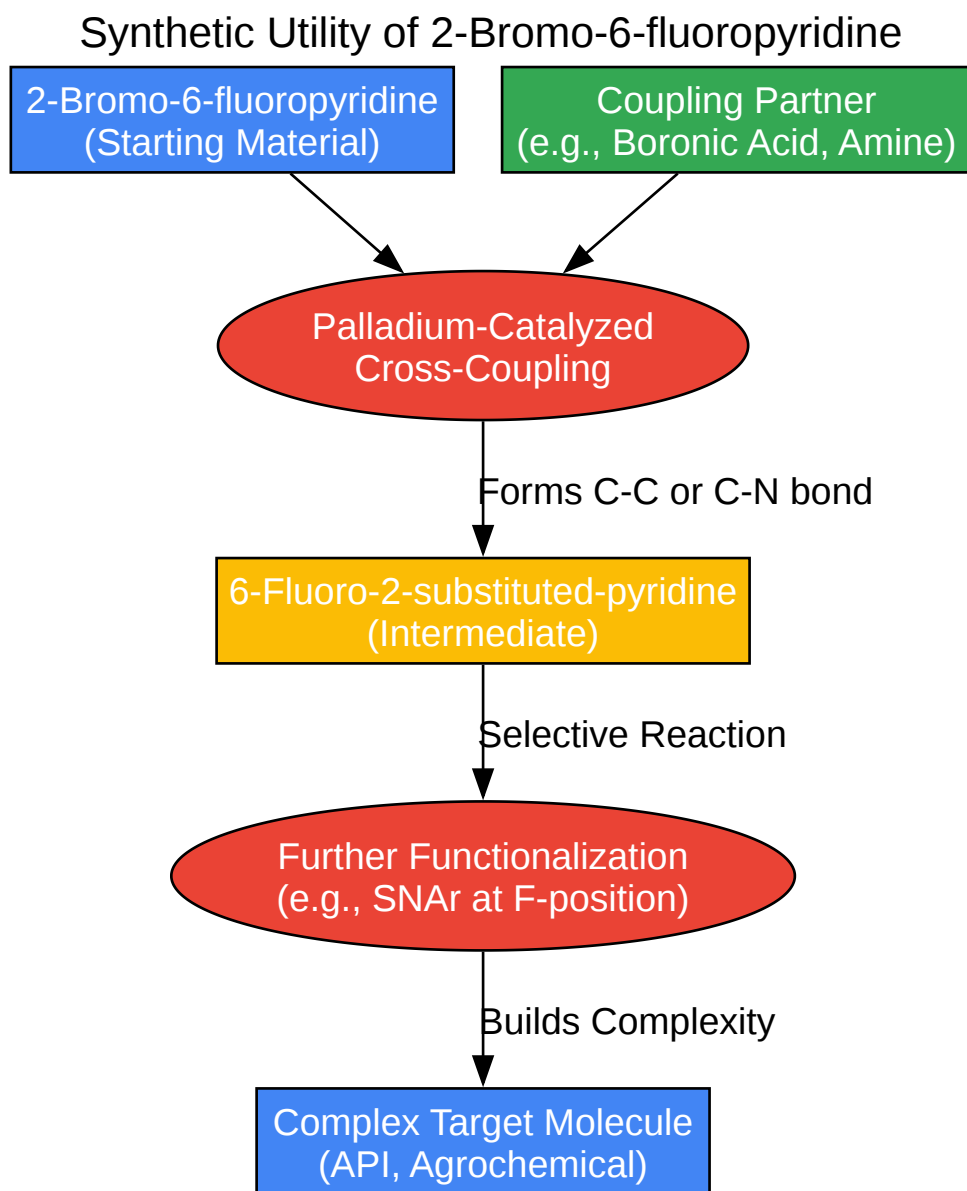 Synthetic Utility of 2-Bromo-6-fluoropyridine
2-Bromo-6-fluoropyridine
(Starting Material)
Coupling Partner
(e.g., Boronic Acid, Amine)
Palladium-Catalyzed
Cross-Coupling
Forms C-C or C-N bond
6-Fluoro-2-substituted-pyridine
(Intermediate)
Selective Reaction
Further Functionalization
(e.g., SNAr at F-position)
Builds Complexity
Complex Target Molecule
(API, Agrochemical)